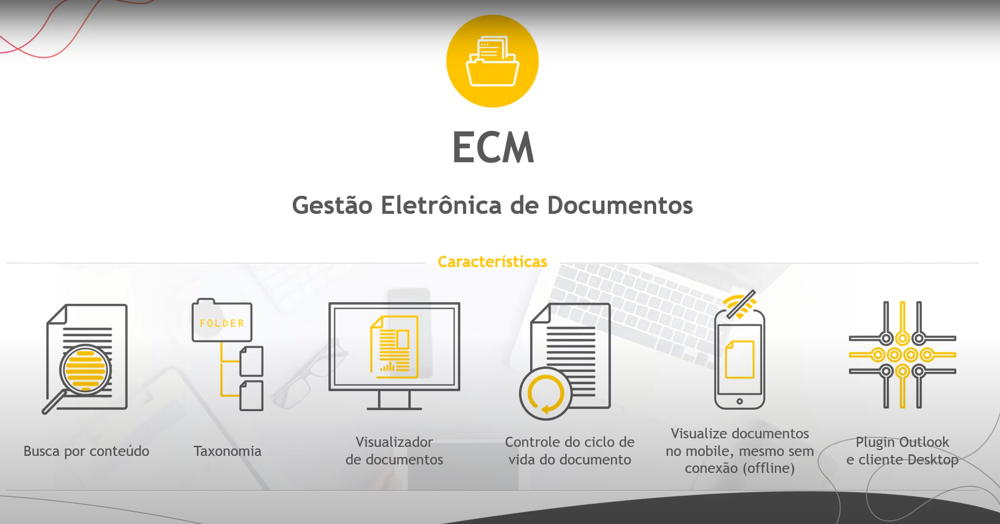 ECM
Gestão Eletrônica de Documentos
Características
FOLDER
Busca por conteúdo
Taxonomia
Visualizador
de documentos
Controle do ciclo de
vida do documento
Visualize documentos
no mobile, mesmo sem
conexão (offline)
Plugin Outlook
e cliente Desktop